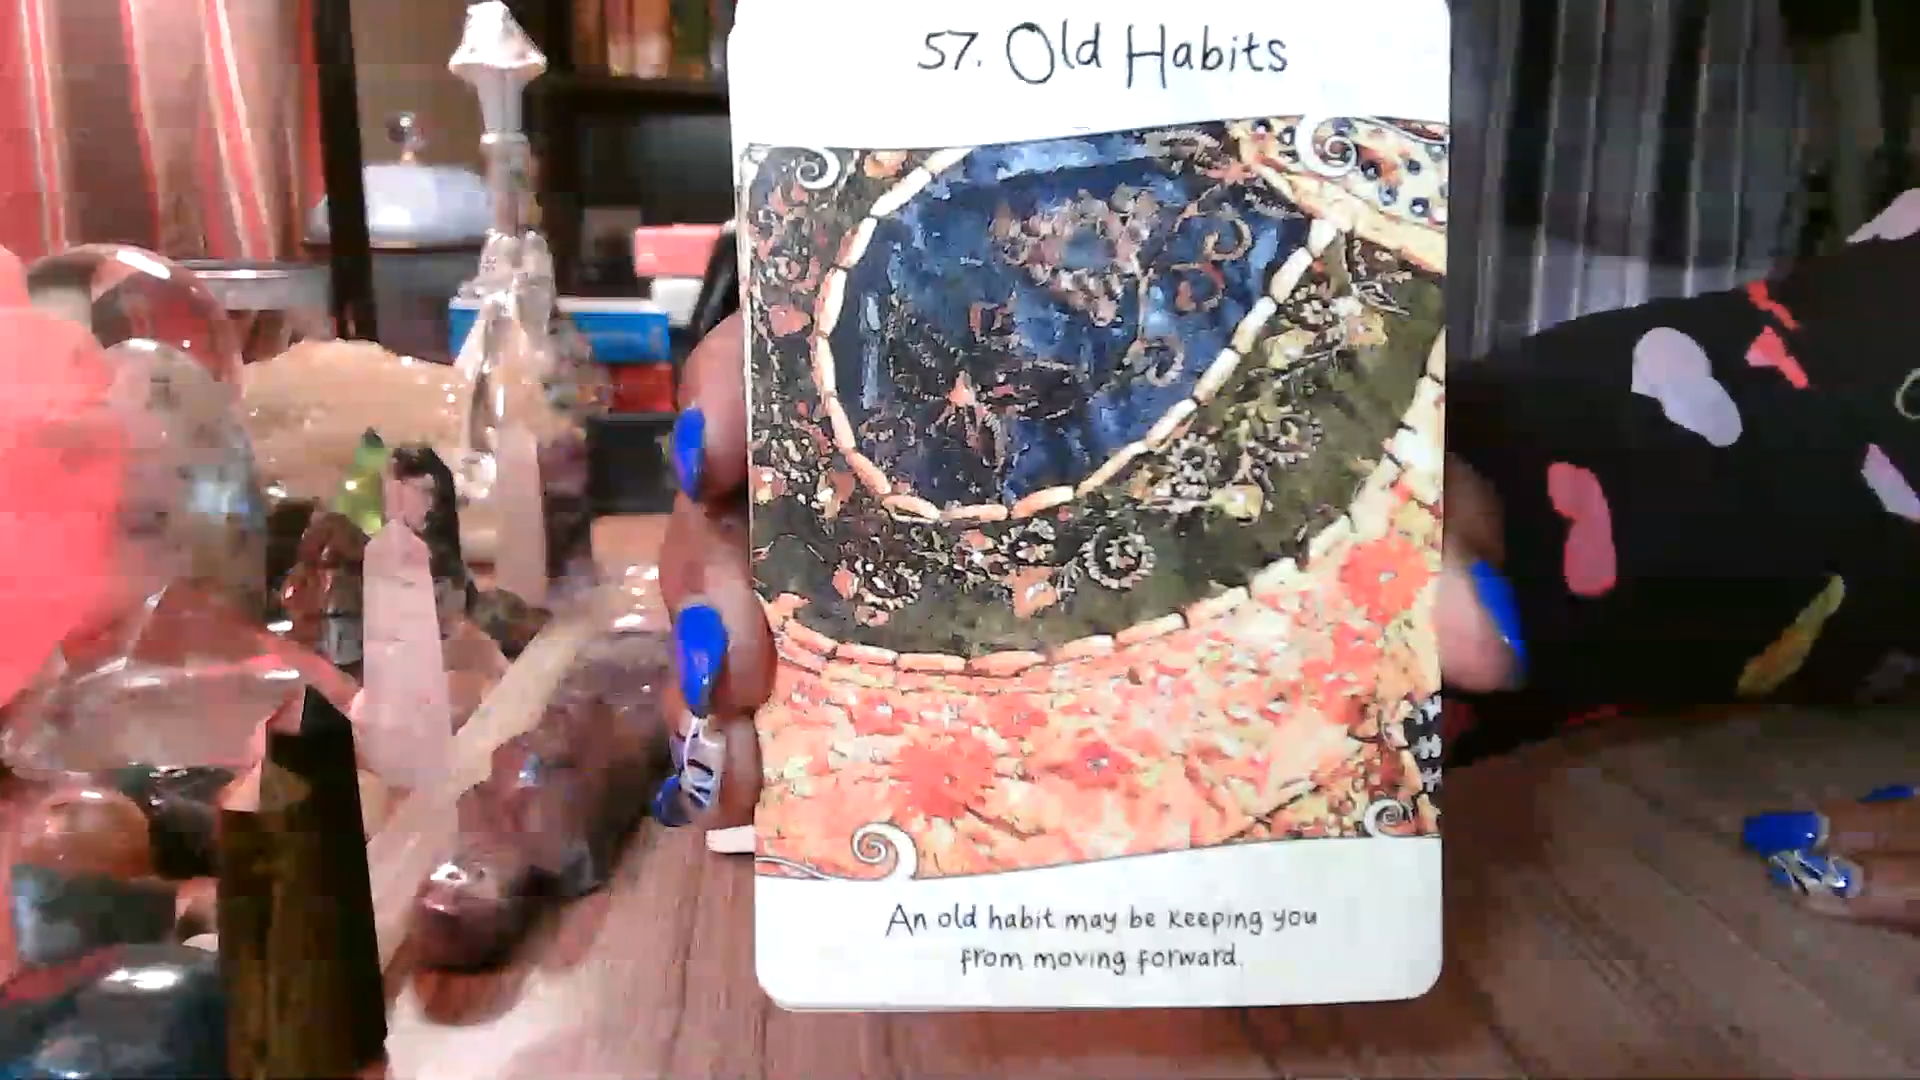 57. Old Habits
An old habit may be keeping you
from moving forward.